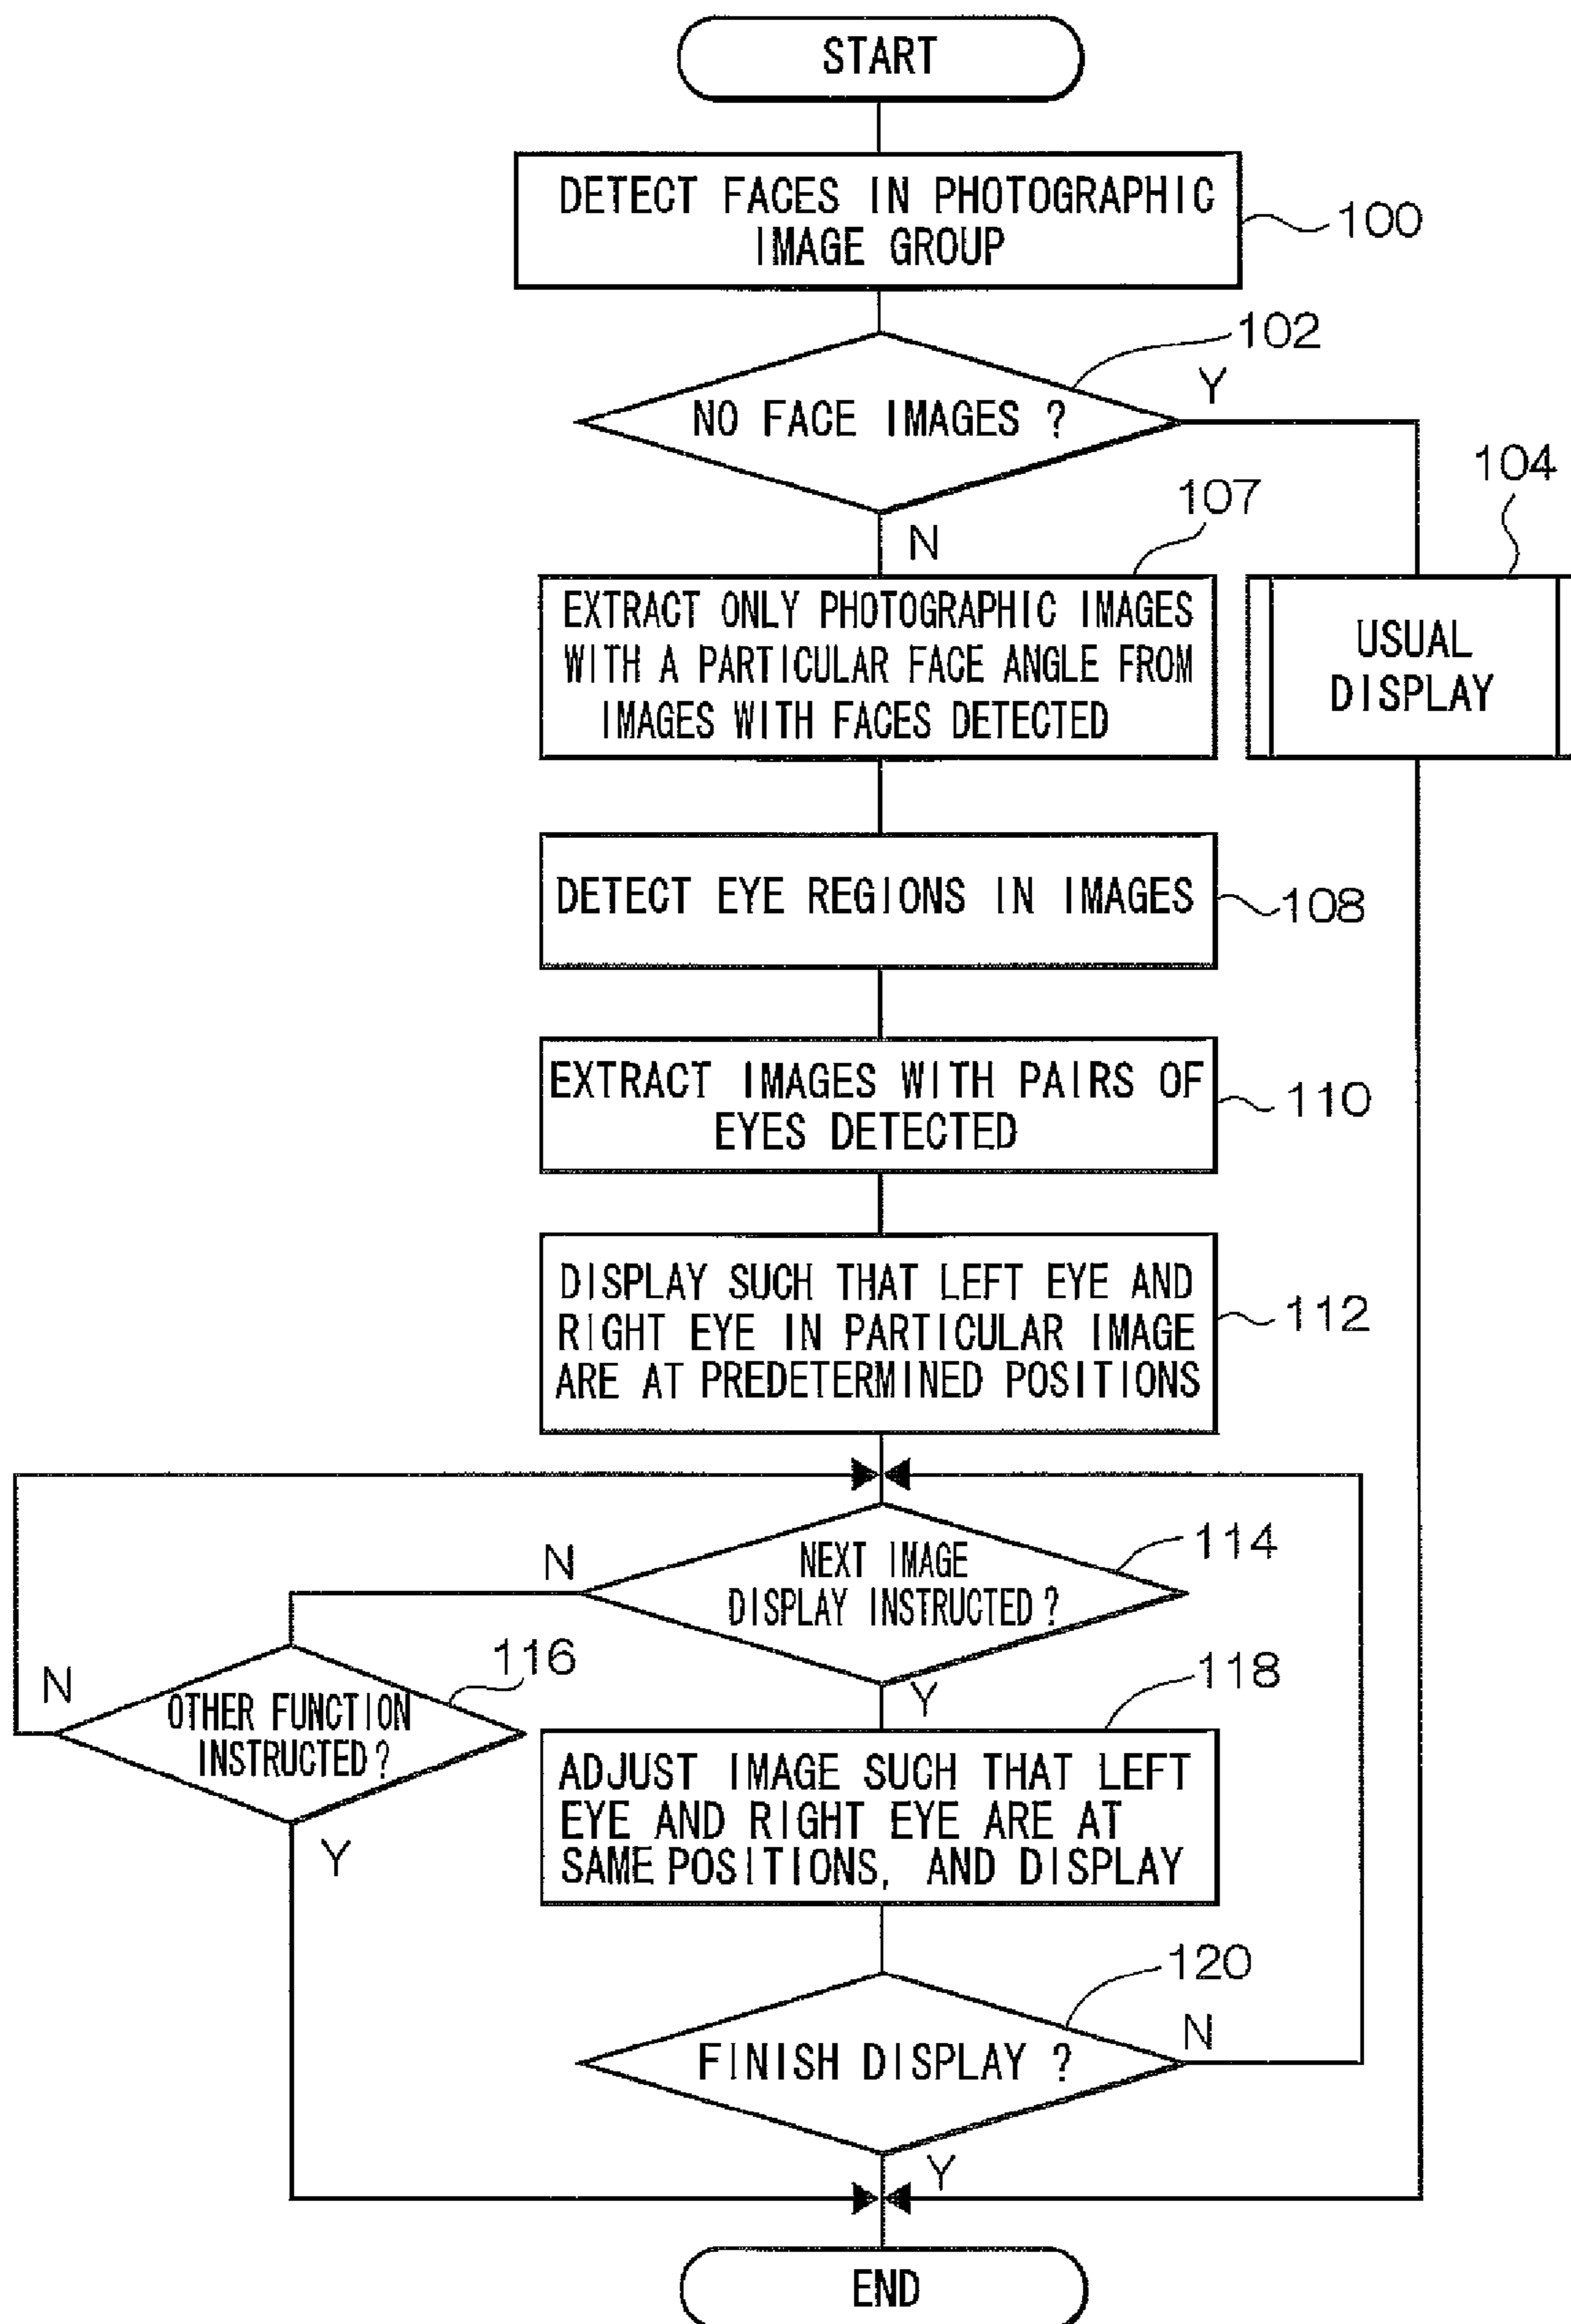 START
DETECT FACES IN PHOTOGRAPHIC
IMAGE GROUP
100
102
NO FACE IMAGES ?
Y
N
104
USUAL
DISPLAY
107
EXTRACT ONLY PHOTOGRAPHIC IMAGES
WITH A PARTICULAR FACE ANGLE FROM
IMAGES WITH FACES DETECTED
DETECT EYE REGIONS IN IMAGES
108
EXTRACT IMAGES WITH PAIRS OF
EYES DETECTED
110
DISPLAY SUCH THAT LEFT EYE AND
RIGHT EYE IN PARTICULAR IMAGE
ARE AT PREDETERMINED POSITIONS
112
NEXT IMAGE
DISPLAY INSTRUCTED ?
114
N
Y
116
OTHER FUNCTION
INSTRUCTED ?
N
Y
118
ADJUST IMAGE SUCH THAT LEFT
EYE AND RIGHT EYE ARE AT
SAME POSITIONS, AND DISPLAY
120
FINISH DISPLAY ?
N
Y
END